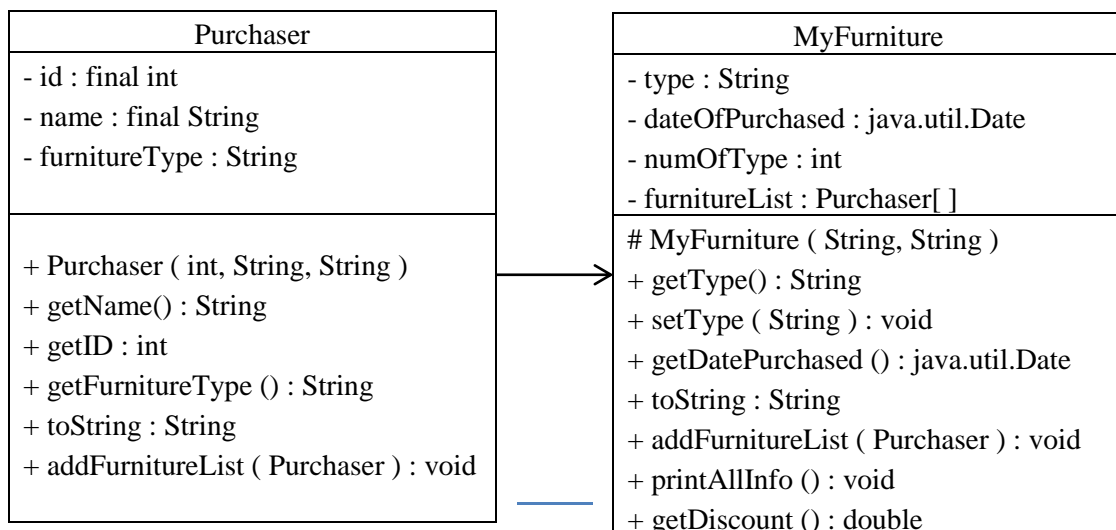 Purchaser
- id : final int
- name : final String
- furnitureType : String
+ Purchaser ( int, String, String )
+ getName() : String
+ getID : int
+ getFurnitureType () : String
+ toString : String
+ addFurnitureList ( Purchaser ) : void
MyFurniture
- type : String
- dateOfPurchased : java.util.Date
- numOfType : int
- furnitureList : Purchaser[ ]
# MyFurniture ( String, String )
+ getType() : String
+ setType ( String ) : void
+ getDatePurchased () : java.util.Date
+ toString : String
+ addFurnitureList ( Purchaser ) : void
+ printAllInfo () : void
+ getDiscount () : double